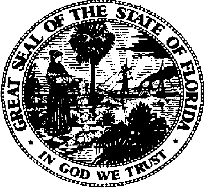 GREAT SEAL OF THE STATE OF FLORIDA
IN GOD WE TRUST